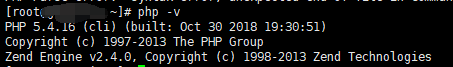 [root@ ~]# php -v
PHP 5.4.16 (cli) (built: Oct 30 2018 19:30:51)
Copyright (c) 1997-2013 The PHP Group
Zend Engine v2.4.0, Copyright (c) 1998-2013 Zend Technologies